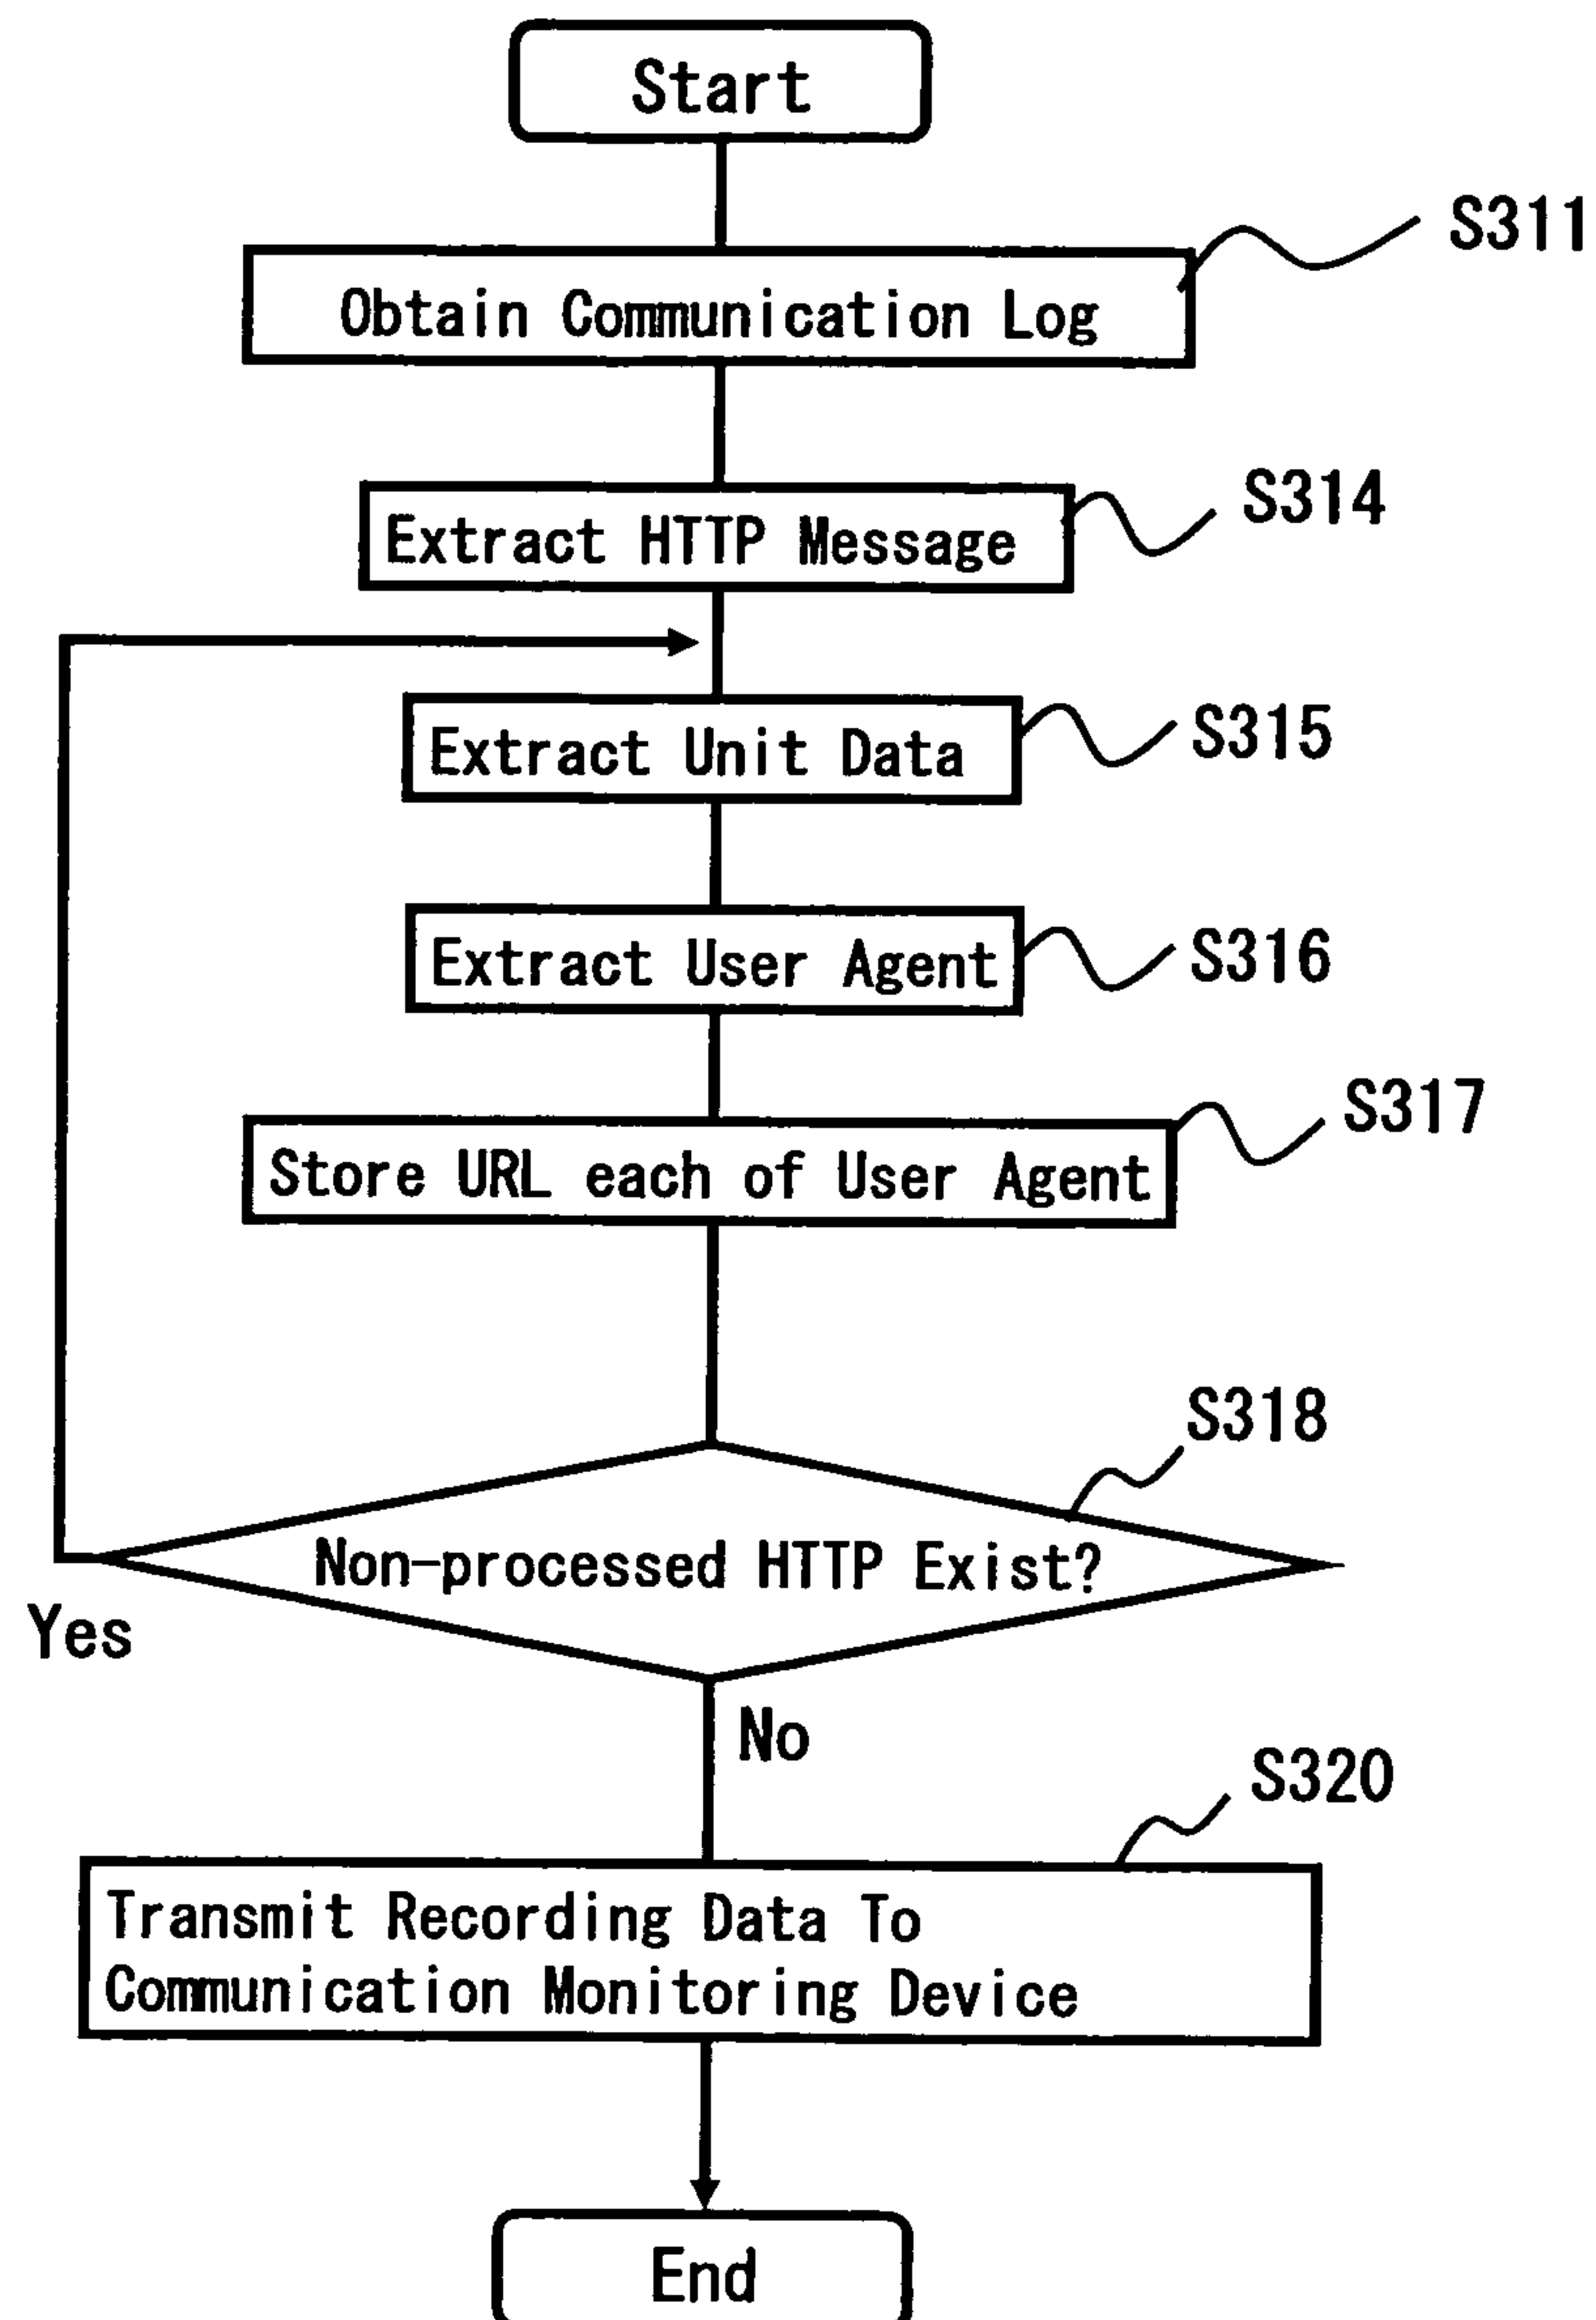 Start
S311
Obtain Communication Log
S314
Extract HTTP Message
S315
Extract Unit Data
S316
Extract User Agent
S317
Store URL each of User Agent
S318
Non-processed HTTP Exist?
Yes
No
S320
Transmit Recording Data To
Communication Monitoring Device
End